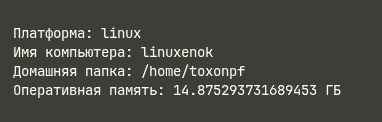 Платформа: linux
Имя компьютера: linuxenok
Домашняя папка: /home/toxonpf
Оперативная память: 14.875293731689453 ГБ